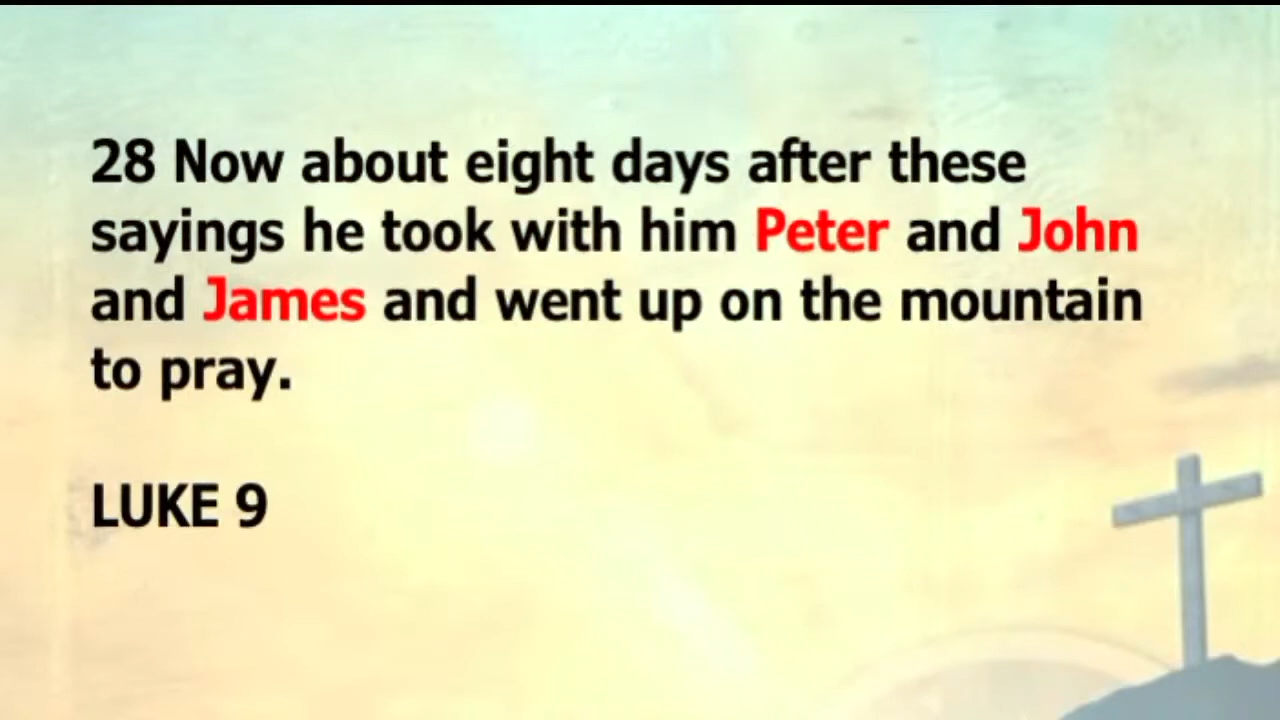 28 Now about eight days after these
sayings he took with him Peter and John
and James and went up on the mountain
to pray.
LUKE 9